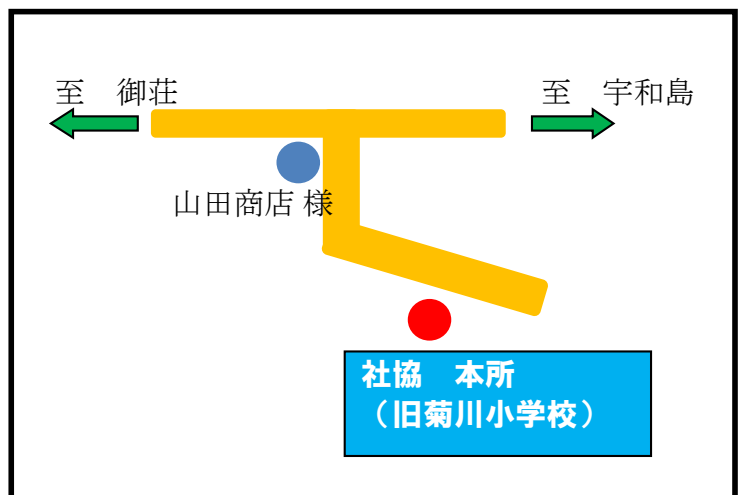 至　御荘
至　宇和島
山田商店 様
社協　本所
（旧菊川小学校）